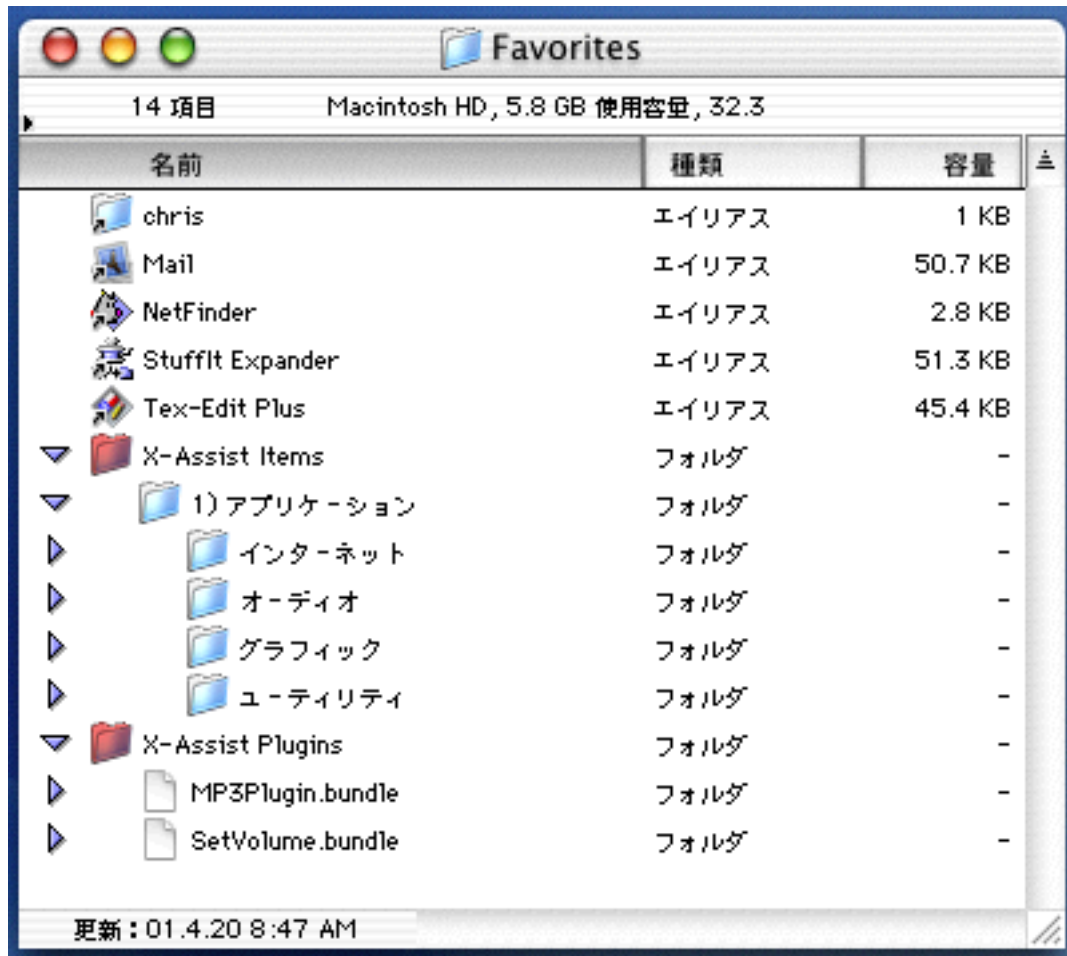 Favorites
14 項目 Macintosh HD, 5.8 GB 使用容量, 32.3
名前 種類 容量
chris エイリアス 1 KB
Mail エイリアス 50.7 KB
NetFinder エイリアス 2.8 KB
StuffIt Expander エイリアス 51.3 KB
Tex-Edit Plus エイリアス 45.4 KB
X-Assist Items フォルダ -
1) アプリケーション フォルダ -
インターネット フォルダ -
オーディオ フォルダ -
グラフィック フォルダ -
ユーティリティ フォルダ -
X-Assist Plugins フォルダ -
MP3Plugin.bundle フォルダ -
SetVolume.bundle フォルダ -
更新：01.4.20 8:47 AM